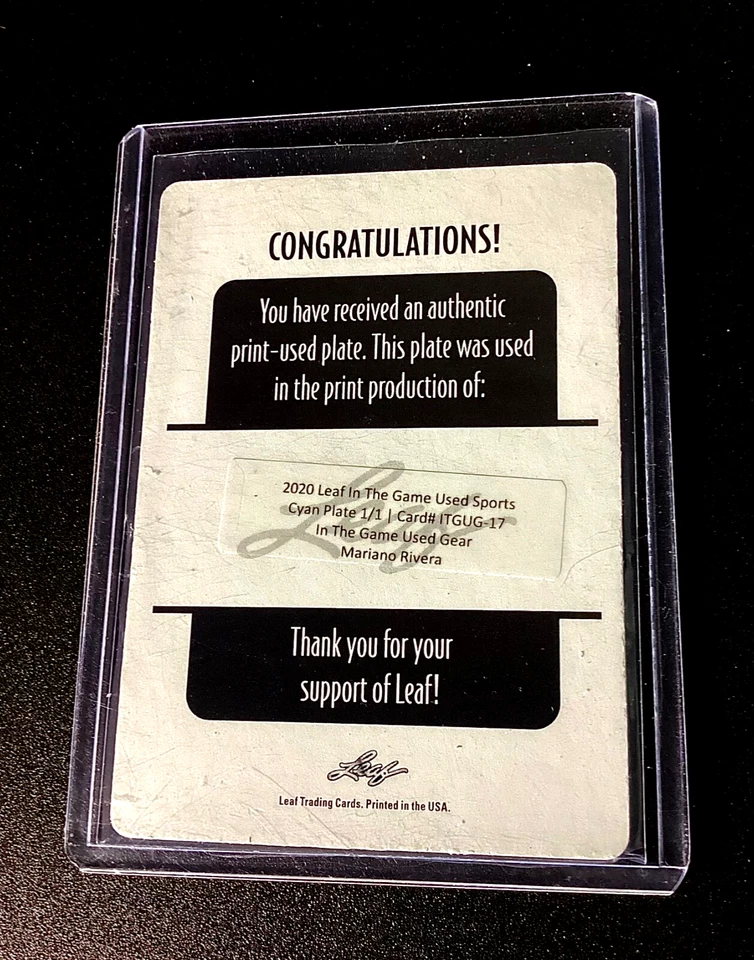 CONGRATULATIONS!
You have received an authentic
print-used plate. This plate was used
in the print production of:
Leaf
2020 Leaf In The Game Used Sports
Cyan Plate 1/1 | Card# ITGUG-17
In The Game Used Gear
Mariano Rivera
Thank you for your
support of Leaf!
Leaf
Leaf Trading Cards. Printed in the USA.